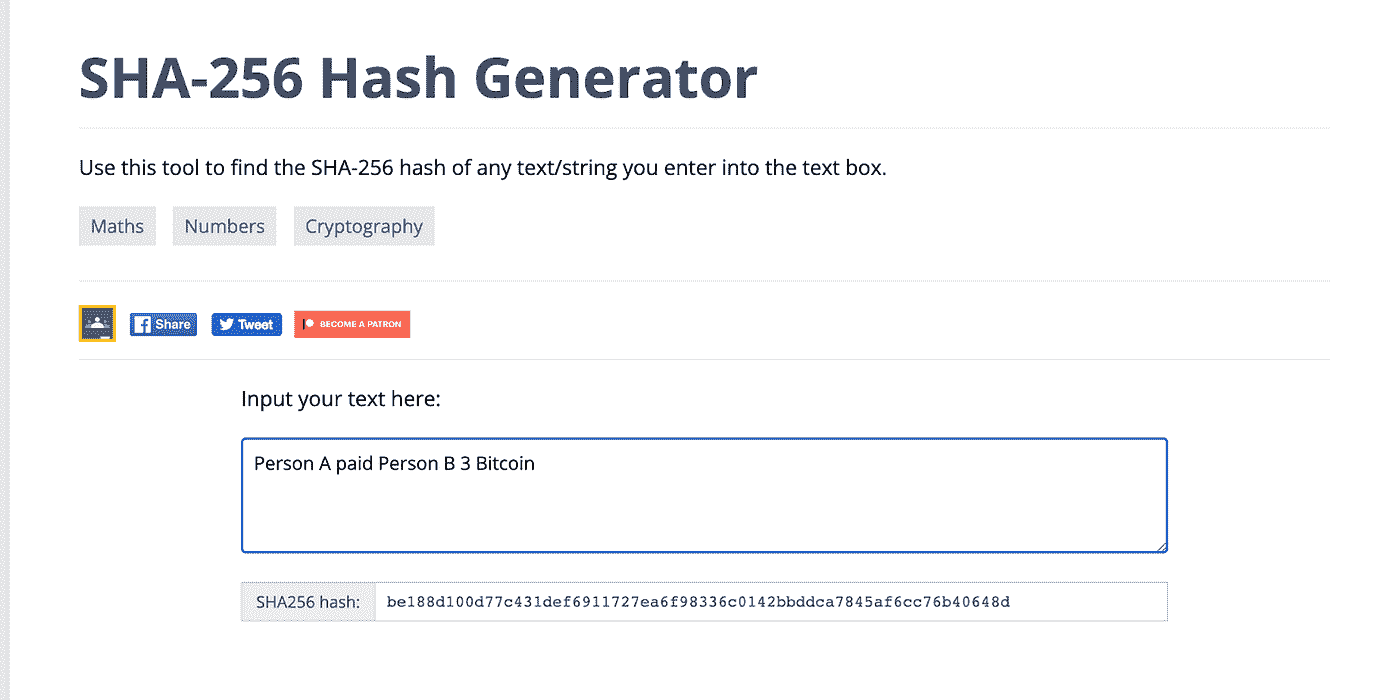 SHA-256 Hash Generator
Use this tool to find the SHA-256 hash of any text/string you enter into the text box.
Maths Numbers Cryptography
Share Tweet BECOME A PATRON
Input your text here:
Person A paid Person B 3 Bitcoin
SHA256 hash: be188d100d77c431def6911727ea6f98336c0142bbddca7845af6cc76b40648d